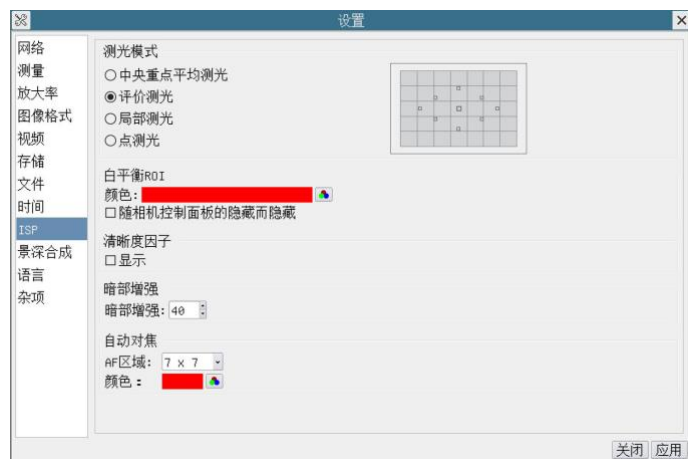 设置
网络
测量
放大率
图像格式
视频
存储
文件
时间
ISP
景深合成
语言
杂项
测光模式
中央重点平均测光
评价测光
局部测光
点测光
白平衡ROI
颜色:
随相机控制面板的隐藏而隐藏
清晰度因子
显示
暗部增强
暗部增强: 40
自动对焦
AF区域: 7 x 7
颜色：
关闭 应用